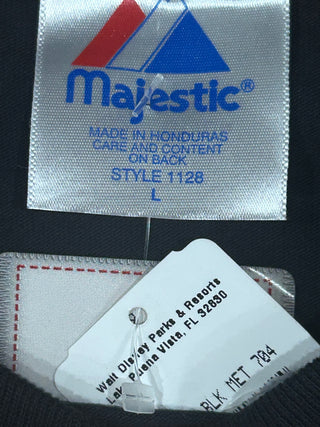 Majestic®
MADE IN HONDURAS
CARE AND CONTENT
ON BACK
STYLE 1128
L
Walt Disney Parks & Resorts
Lake Buena Vista, FL 32830
BLK MET 704